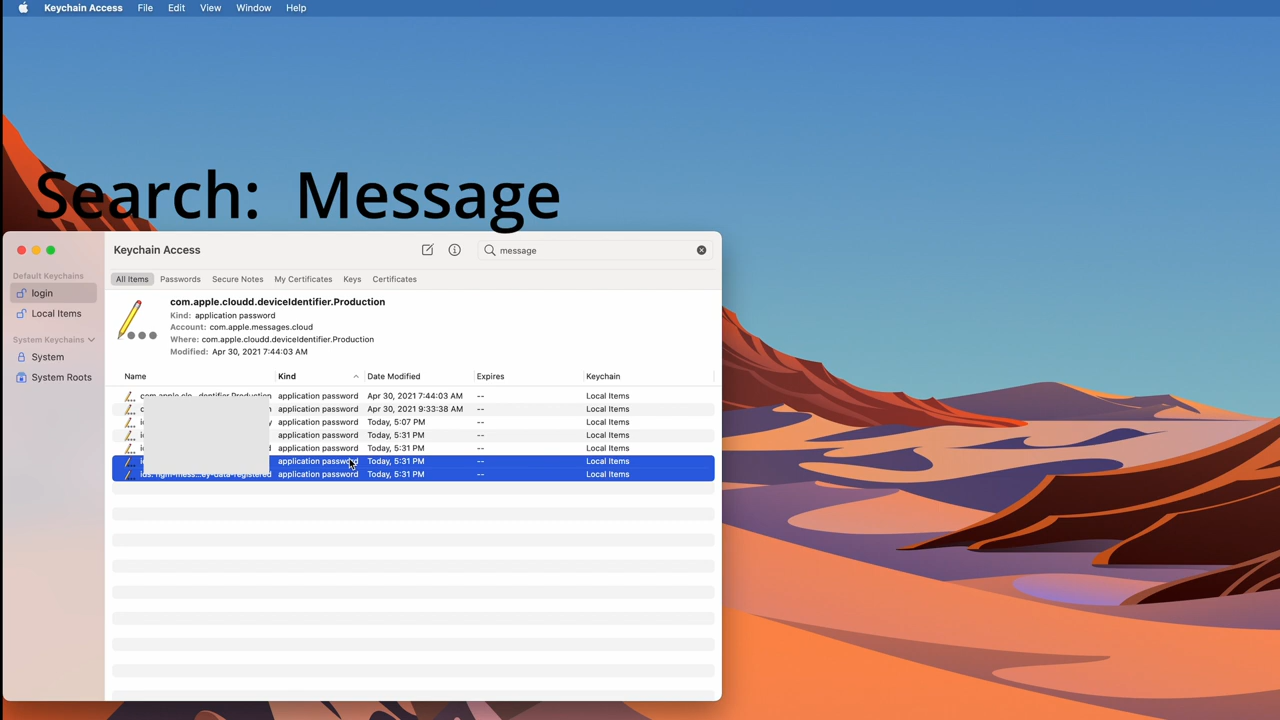 Keychain Access File Edit View Window Help
Search: Message
Keychain Access
message
Default Keychains
login
Local Items
System Keychains
System
System Roots
All Items Passwords Secure Notes My Certificates Keys Certificates
com.apple.cloudd.deviceIdentifier.Production
Kind: application password
Account: com.apple.messages.cloud
Where: com.apple.cloudd.deviceIdentifier.Production
Modified: Apr 30, 2021 7:44:03 AM
Name Kind Date Modified Expires Keychain
application password Apr 30, 2021 7:44:03 AM -- Local Items
application password Apr 30, 2021 9:33:38 AM -- Local Items
application password Today, 5:07 PM -- Local Items
application password Today, 5:31 PM -- Local Items
application password Today, 5:31 PM -- Local Items
application password Today, 5:31 PM -- Local Items
application password Today, 5:31 PM -- Local Items